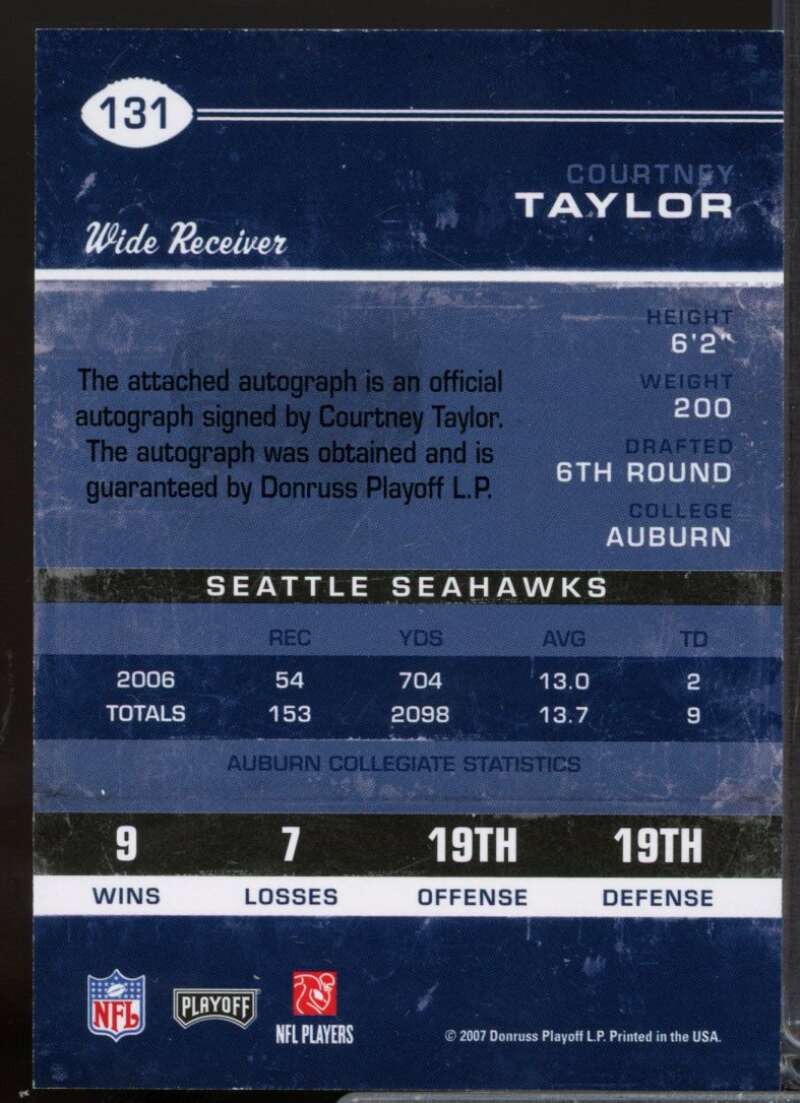 131
COURTNEY
TAYLOR
Wide Receiver
HEIGHT
6'2"
WEIGHT
200
DRAFTED
6TH ROUND
COLLEGE
AUBURN
The attached autograph is an official
autograph signed by Courtney Taylor.
The autograph was obtained and is
guaranteed by Donruss Playoff L.P.
SEATTLE SEAHAWKS
REC YDS AVG TD
2006 54 704 13.0 2
TOTALS 153 2098 13.7 9
AUBURN COLLEGIATE STATISTICS
9 7 19TH 19TH
WINS LOSSES OFFENSE DEFENSE
NFL PLAYOFF NFL PLAYERS
© 2007 Donruss Playoff L.P. Printed in the USA.